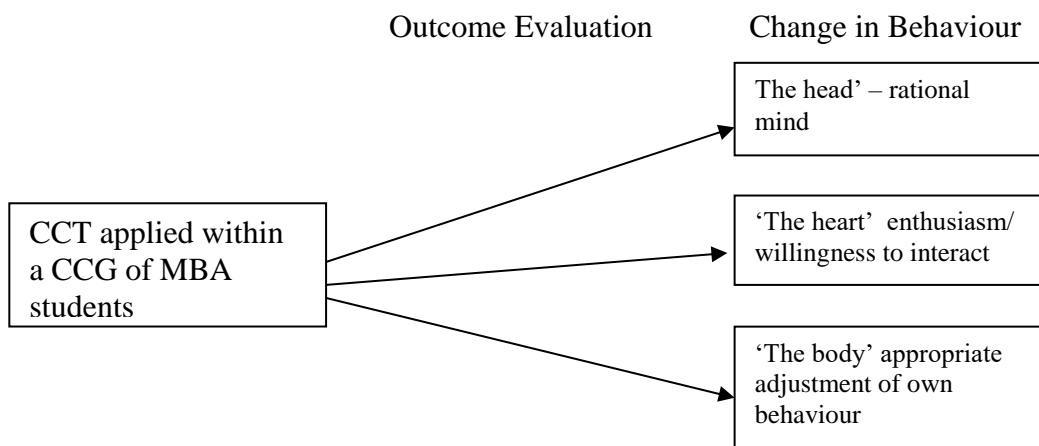 Outcome Evaluation
Change in Behaviour
The head’ – rational
mind
CCT applied within
a CCG of MBA
students
‘The heart’ enthusiasm/
willingness to interact
‘The body’ appropriate
adjustment of own
behaviour